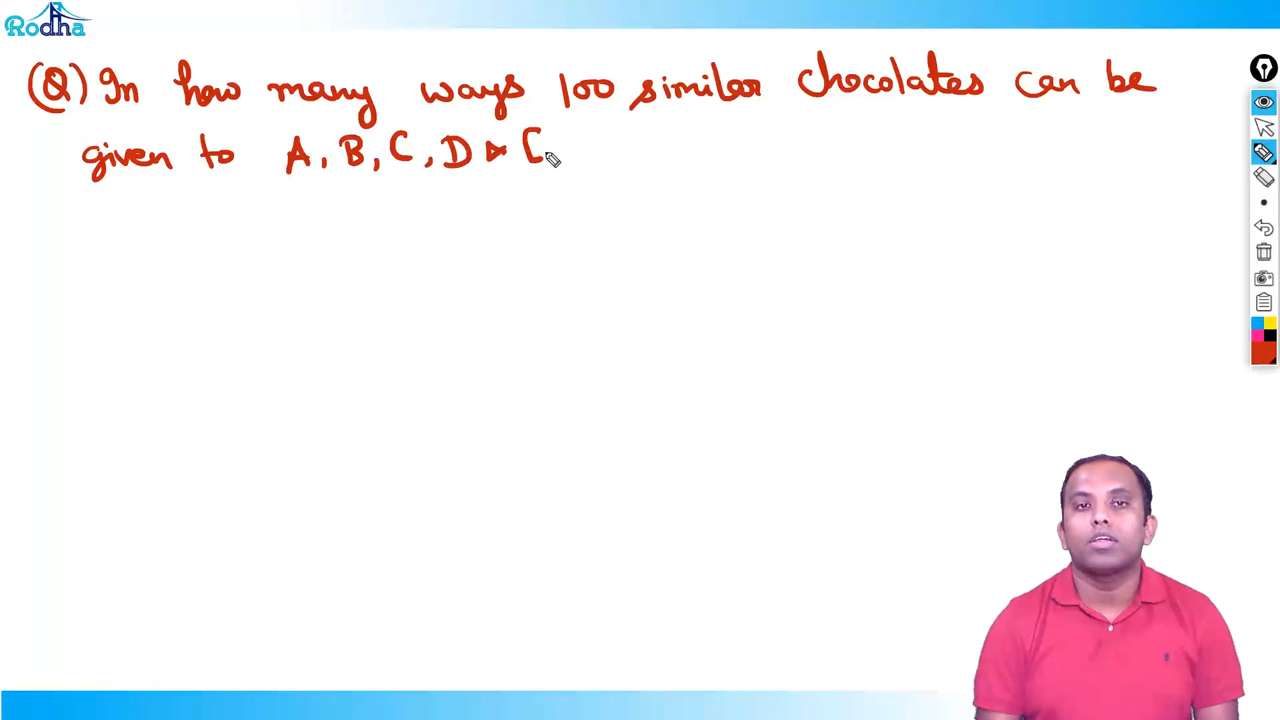 Rodha
(Q) In how many ways 100 similar chocolates can be
given to A, B, C, D &